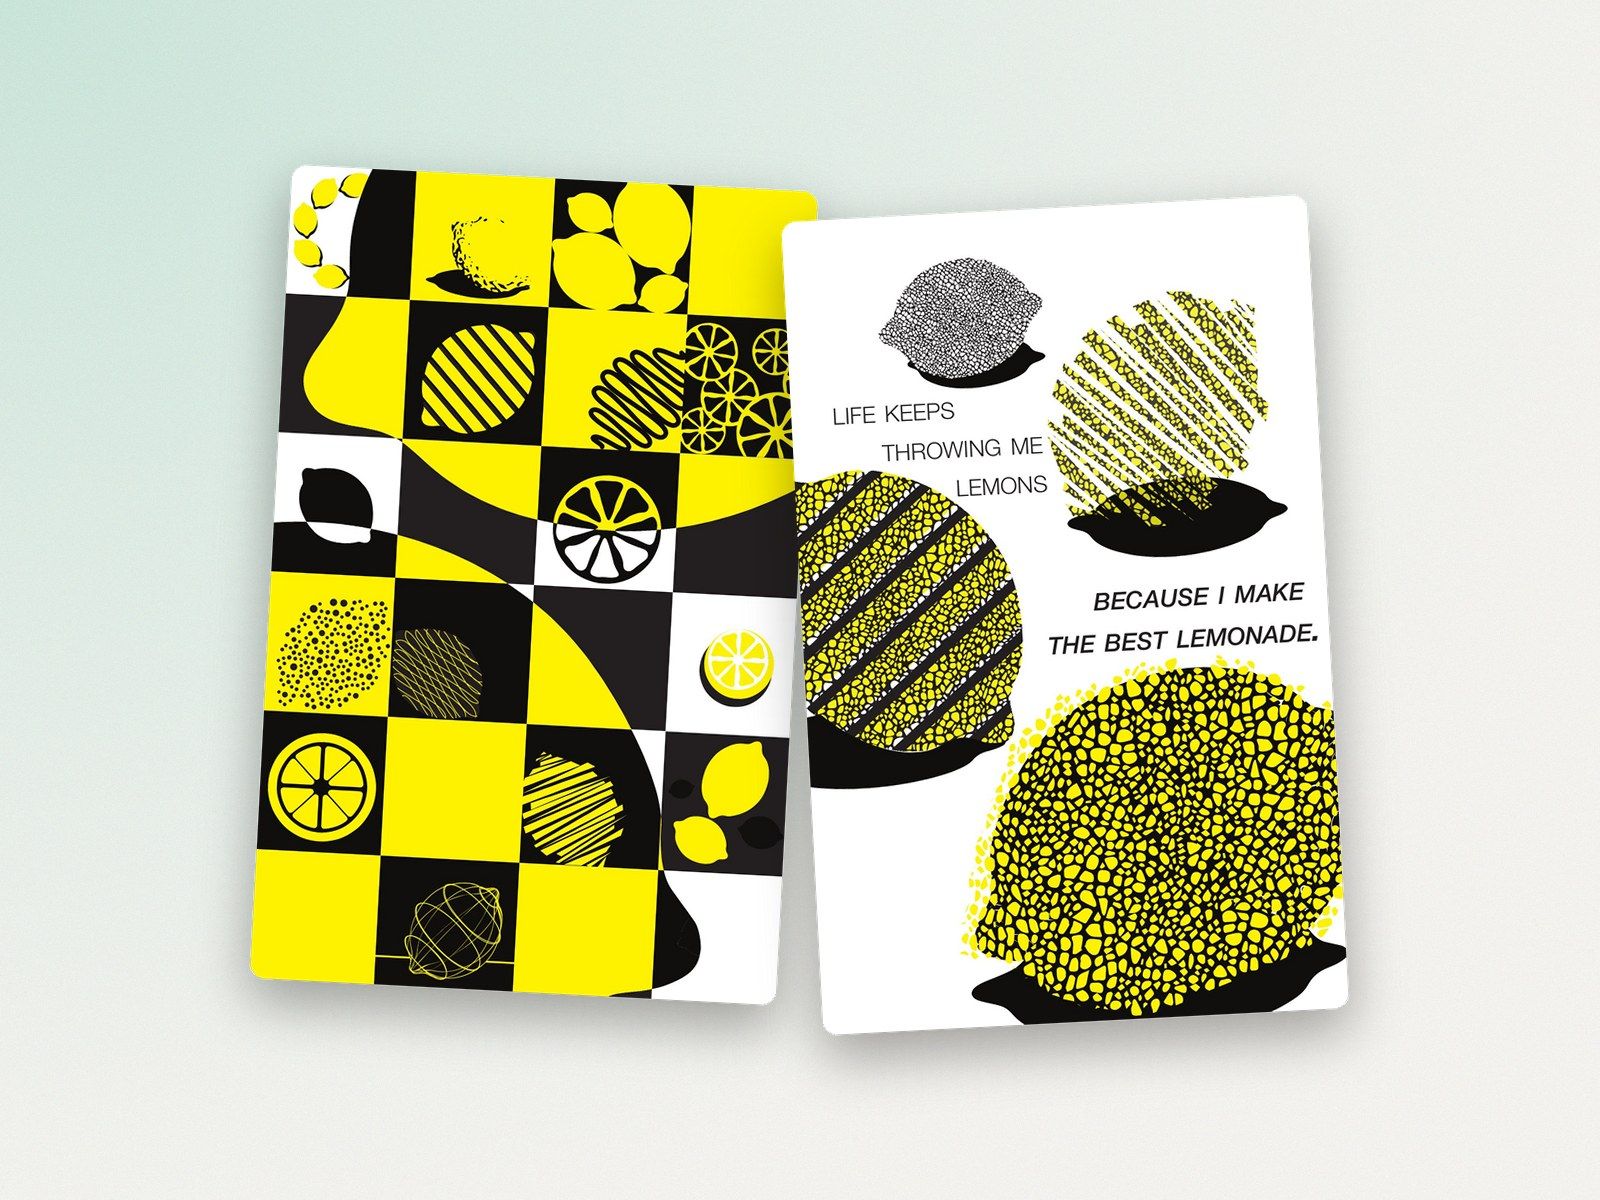 LIFE KEEPS
THROWING ME
LEMONS
BECAUSE I MAKE
THE BEST LEMONADE.